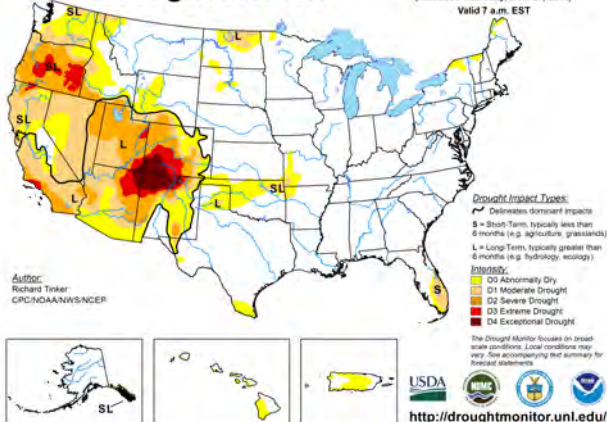 Valid 7 a.m. EST
SL
L
SL
SL
L
L
L
SL
S
Drought Impact Types:
Delineates dominant impacts
S = Short-Term, typically less than
6 months (e.g. agriculture, grasslands)
L = Long-Term, typically greater than
6 months (e.g. hydrology, ecology)
Intensity:
D0 Abnormally Dry
D1 Moderate Drought
D2 Severe Drought
D3 Extreme Drought
D4 Exceptional Drought
Author:
Richard Tinker
CPC/NOAA/NWS/NCEP
The Drought Monitor focuses on broad-
scale conditions. Local conditions may
vary. See accompanying text summary for
forecast statements.
SL
USDA
NDMC
http://droughtmonitor.unl.edu/